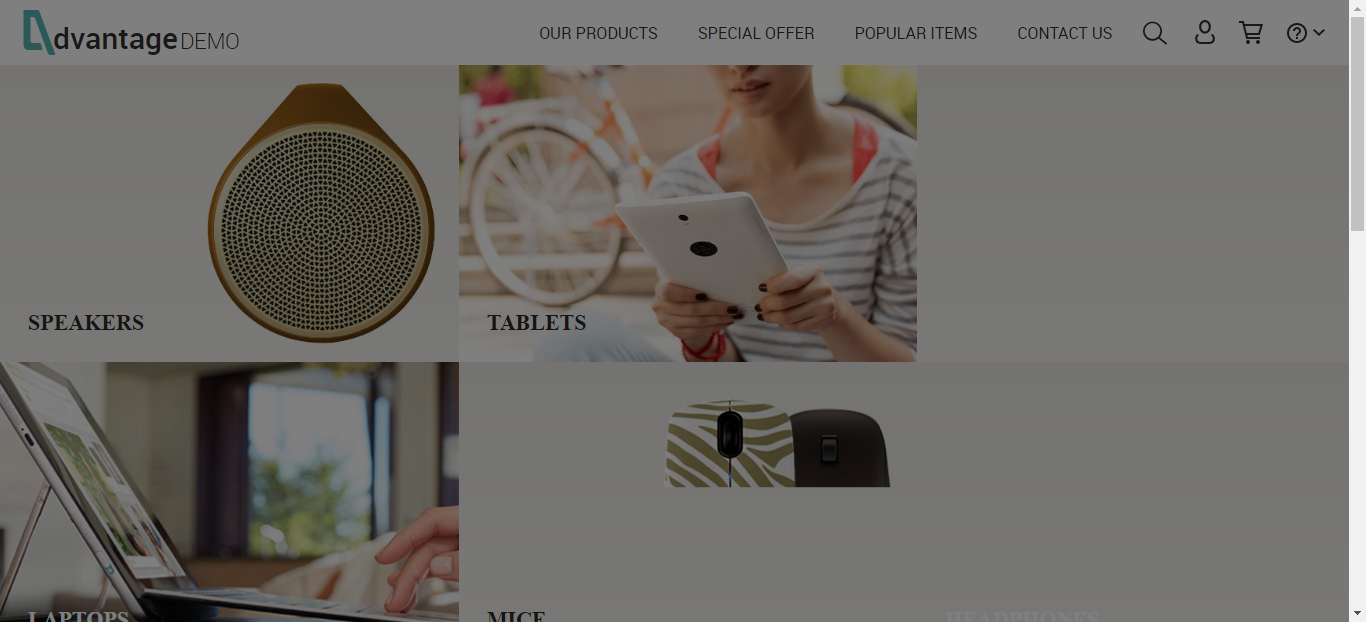 dvantage DEMO
OUR PRODUCTS SPECIAL OFFER POPULAR ITEMS CONTACT US
SPEAKERS
TABLETS
LAPTOPS
MICE
HEADPHONES